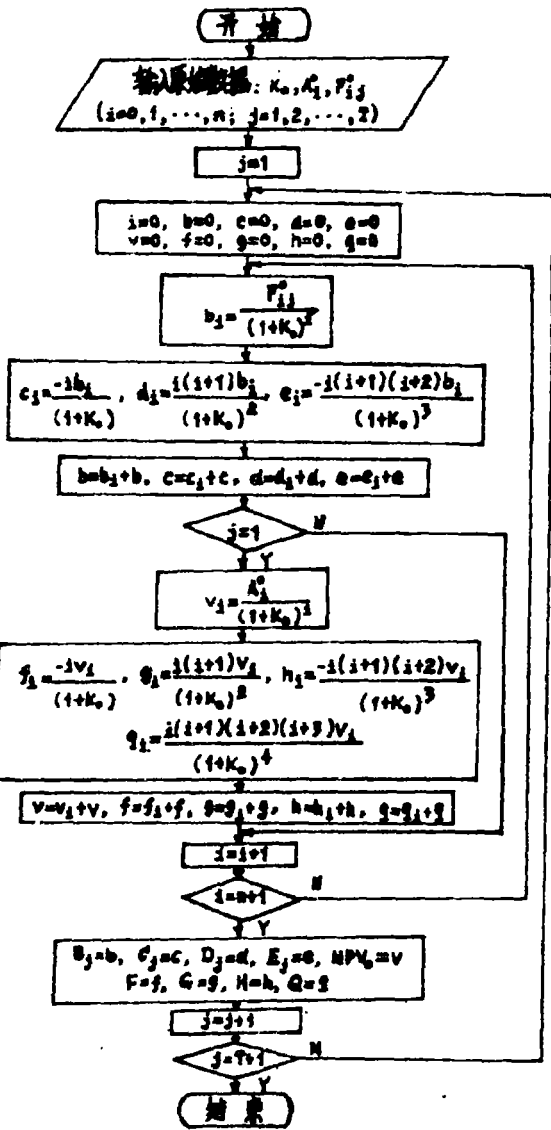 开 始
输入原始数据: K₀, A°ᵢ, F°ᵢⱼ
(i=0,1,···,n; j=1,2,···,T)
j=1
i=0, b=0, c=0, d=0, e=0
v=0, f=0, g=0, h=0, q=0
bᵢ=F°ᵢⱼ/(1+K₀)ⁱ
cᵢ=-ibᵢ/(1+K₀), dᵢ=i(i+1)bᵢ/(1+K₀)², eᵢ=-i(i+1)(i+2)bᵢ/(1+K₀)³
b=bᵢ+b, c=cᵢ+c, d=dᵢ+d, e=eᵢ+e
j=1
N
Y
vᵢ=A°ᵢ/(1+K₀)ⁱ
fᵢ=-ivᵢ/(1+K₀), gᵢ=i(i+1)vᵢ/(1+K₀)², hᵢ=-i(i+1)(i+2)vᵢ/(1+K₀)³
qᵢ=i(i+1)(i+2)(i+3)vᵢ/(1+K₀)⁴
v=vᵢ+v, f=fᵢ+f, g=gᵢ+g, h=hᵢ+h, q=qᵢ+q
i=i+1
i=n+1
N
Y
Bⱼ=b, Cⱼ=c, Dⱼ=d, Eⱼ=e, NPV₀=v
F=f, G=g, H=h, Q=q
j=j+1
j=T+1
N
Y
结 束